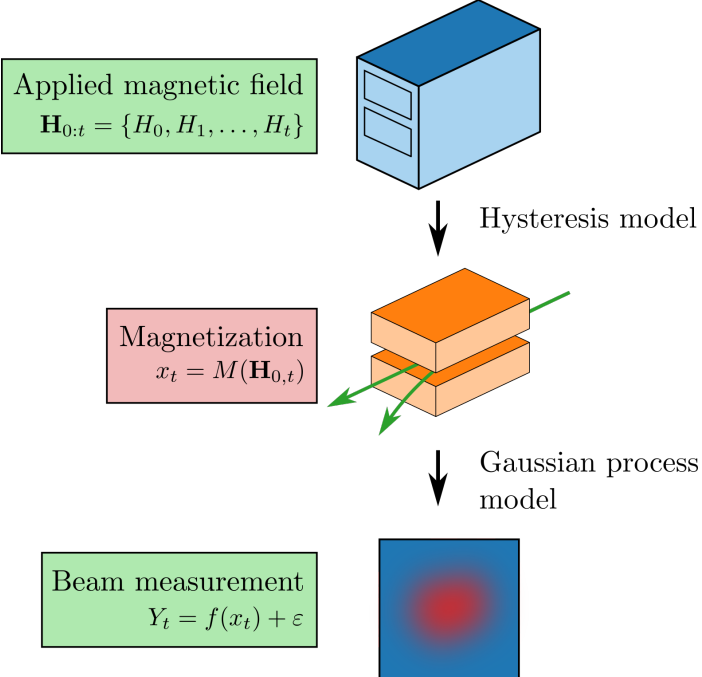 Applied magnetic field
𝐇₀:ₜ = {H₀, H₁, . . . , Hₜ}
Hysteresis model
Magnetization
xₜ = M(𝐇₀,ₜ)
Gaussian process
model
Beam measurement
Yₜ = f(xₜ) + ε